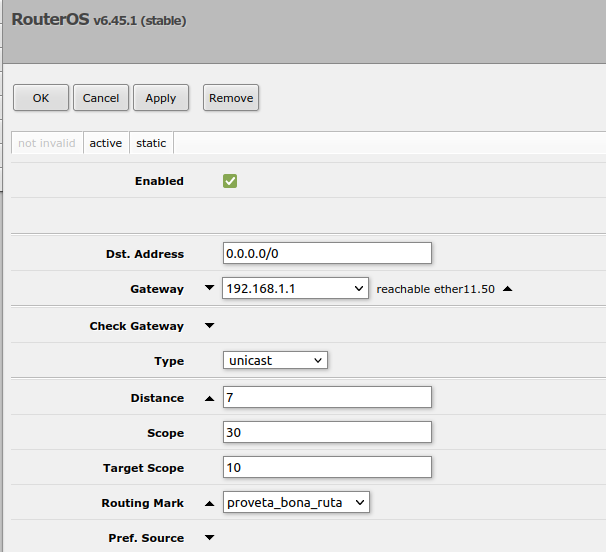 RouterOS v6.45.1 (stable)
OK Cancel Apply Remove
not invalid active static
Enabled
Dst. Address 0.0.0.0/0
Gateway 192.168.1.1 reachable ether11.50
Check Gateway
Type unicast
Distance 7
Scope 30
Target Scope 10
Routing Mark proveta_bona_ruta
Pref. Source